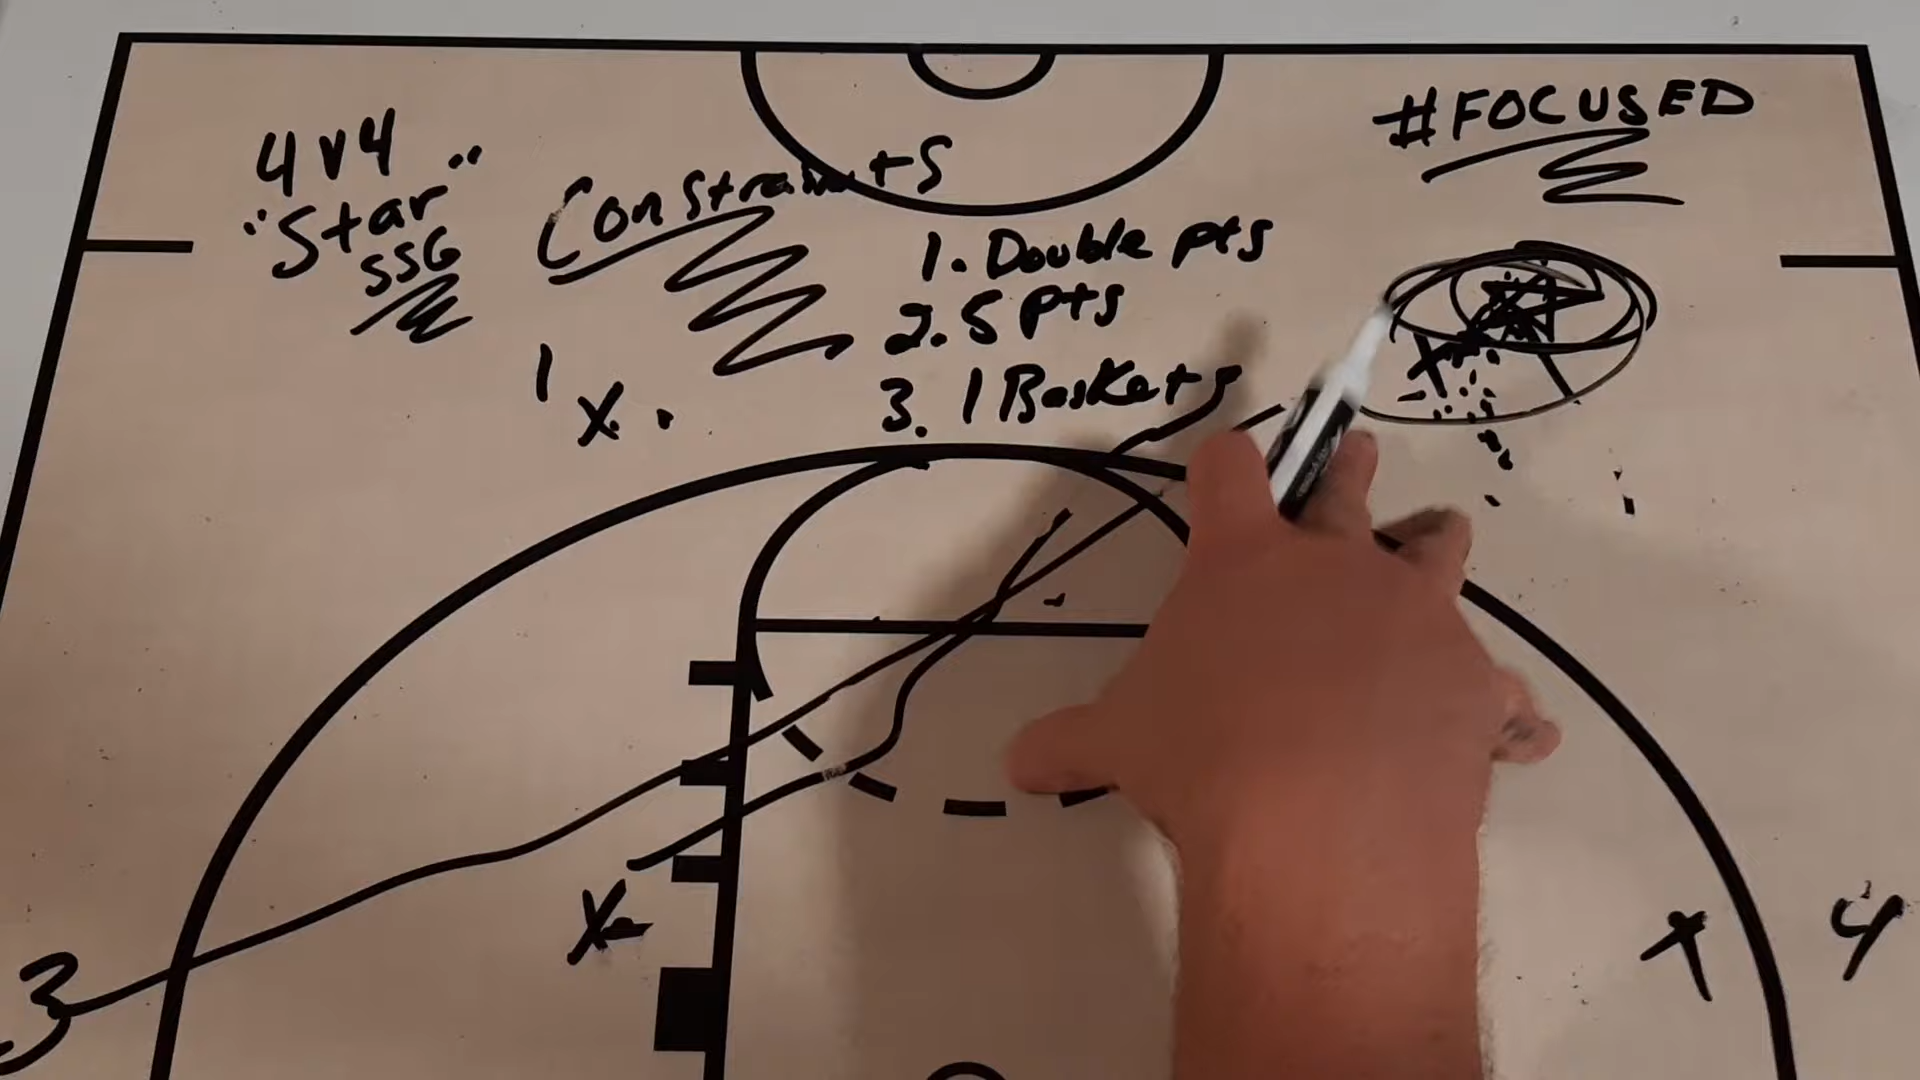 4v4
"Star"
SSG
Constraints
#FOCUSED
1. Double pts
2. 5 pts
3. 1 Baskets
1
X
X
3
X
X
4